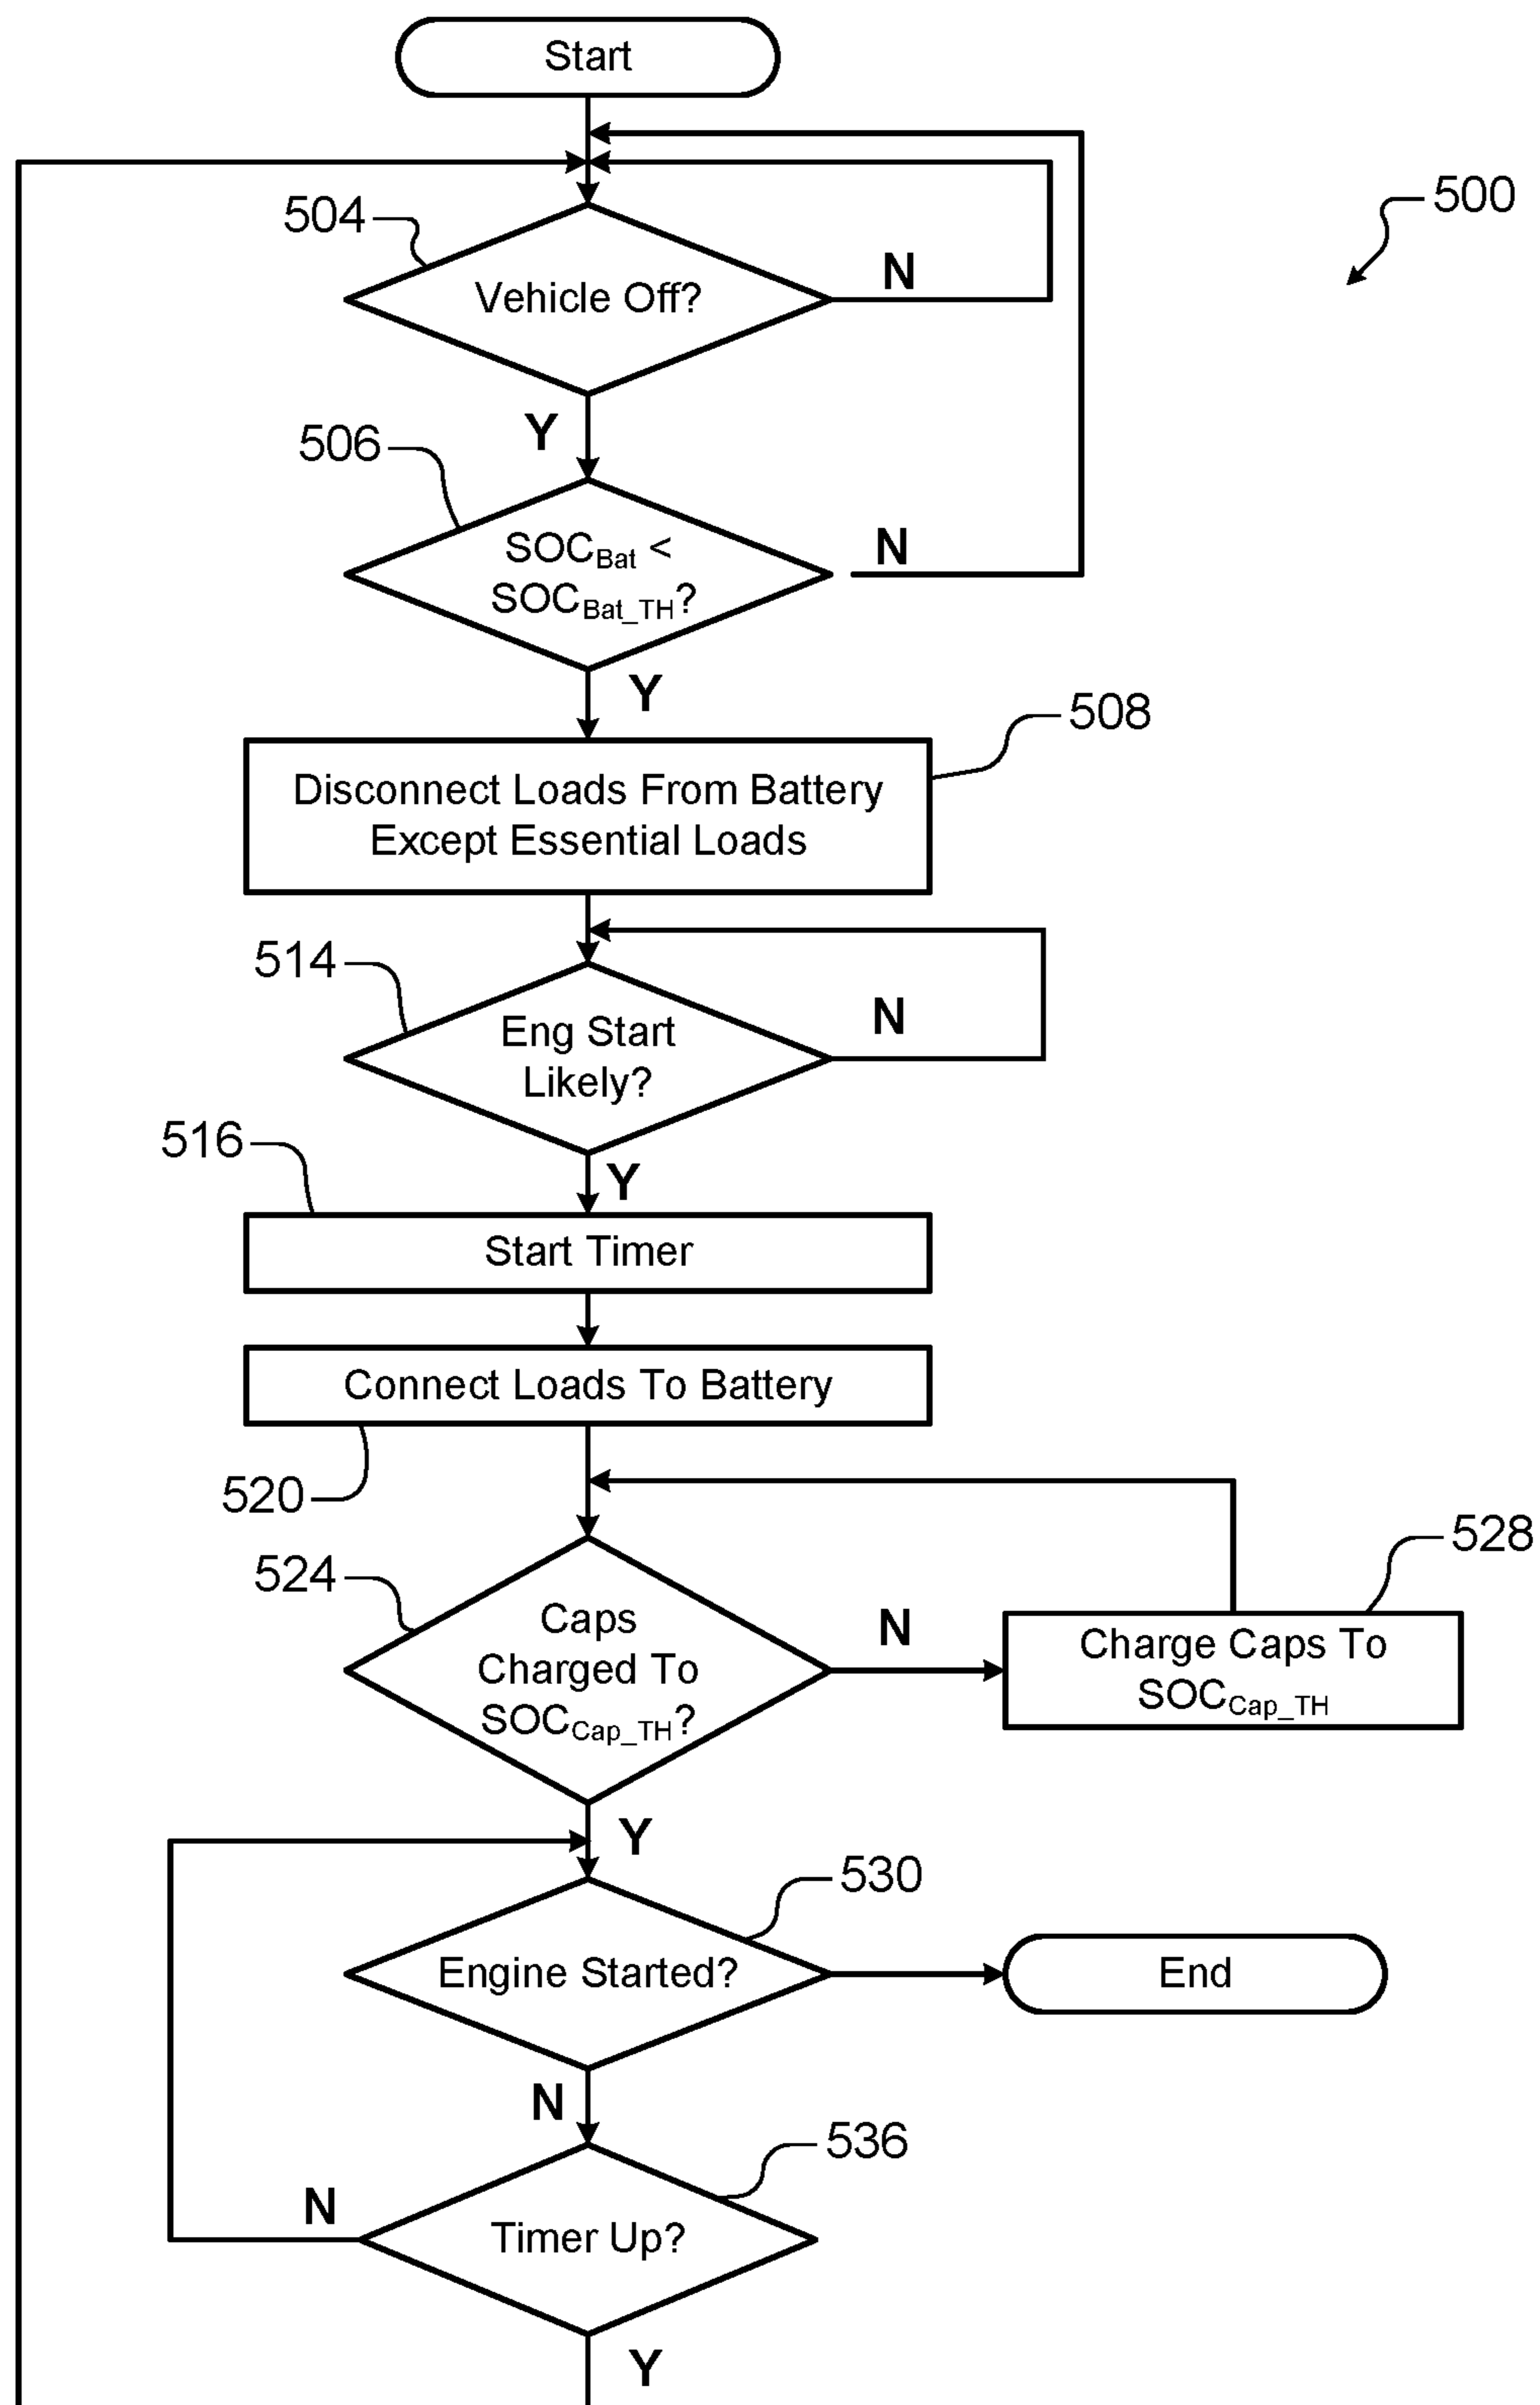 Start
500
504
Vehicle Off?
N
Y
506
SOCBat <
SOCBat_TH?
N
Y
508
Disconnect Loads From Battery
Except Essential Loads
514
Eng Start
Likely?
N
516
Y
Start Timer
Connect Loads To Battery
520
524
Caps
Charged To
SOCCap_TH?
N
528
Charge Caps To
SOCCap_TH
Y
530
Engine Started?
End
N
536
N
Timer Up?
Y